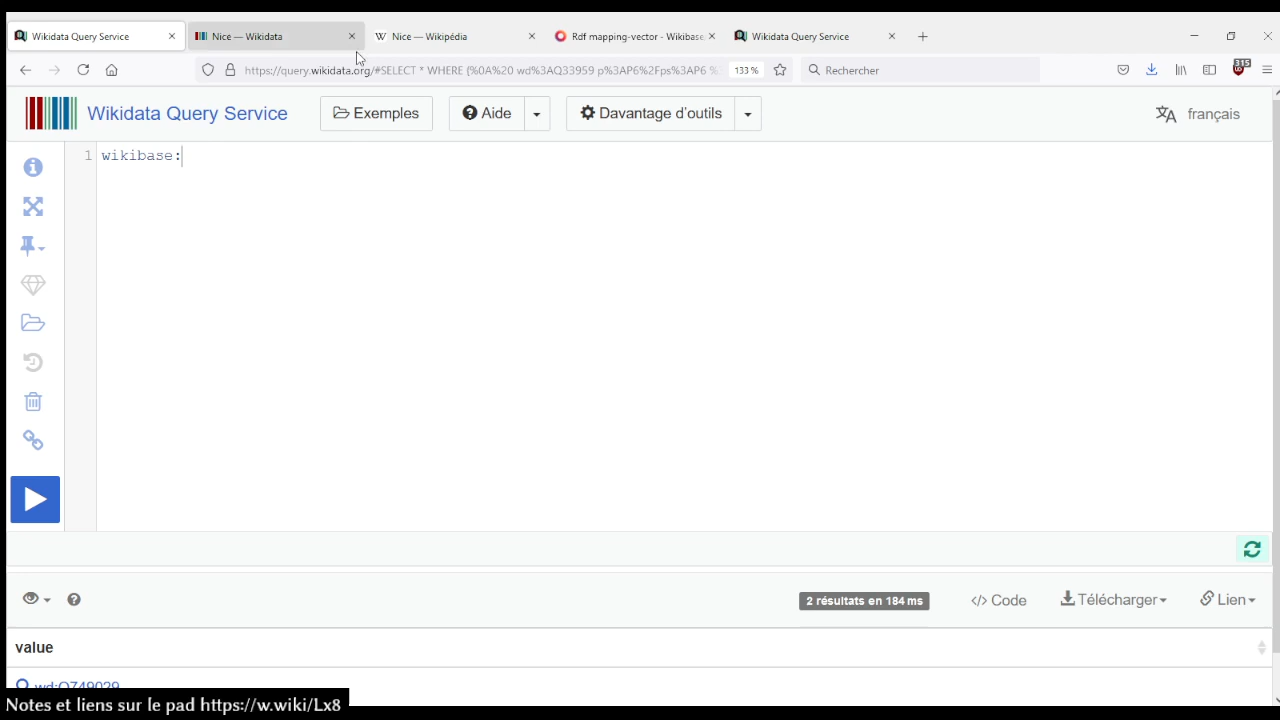 Wikidata Query Service
Nice — Wikidata
Nice — Wikipédia
Rdf mapping-vector - Wikibase
Wikidata Query Service
https://query.wikidata.org/#SELECT * WHERE {%0A%20 wd%3AQ33959 p%3AP6%2Fps%3AP6 %
133 %
Rechercher
315
Wikidata Query Service
Exemples
Aide
Davantage d'outils
français
1 wikibase:
2 résultats en 184 ms
</> Code
Télécharger
Lien
value
wd:Q749029
Notes et liens sur le pad https://w.wiki/Lx8